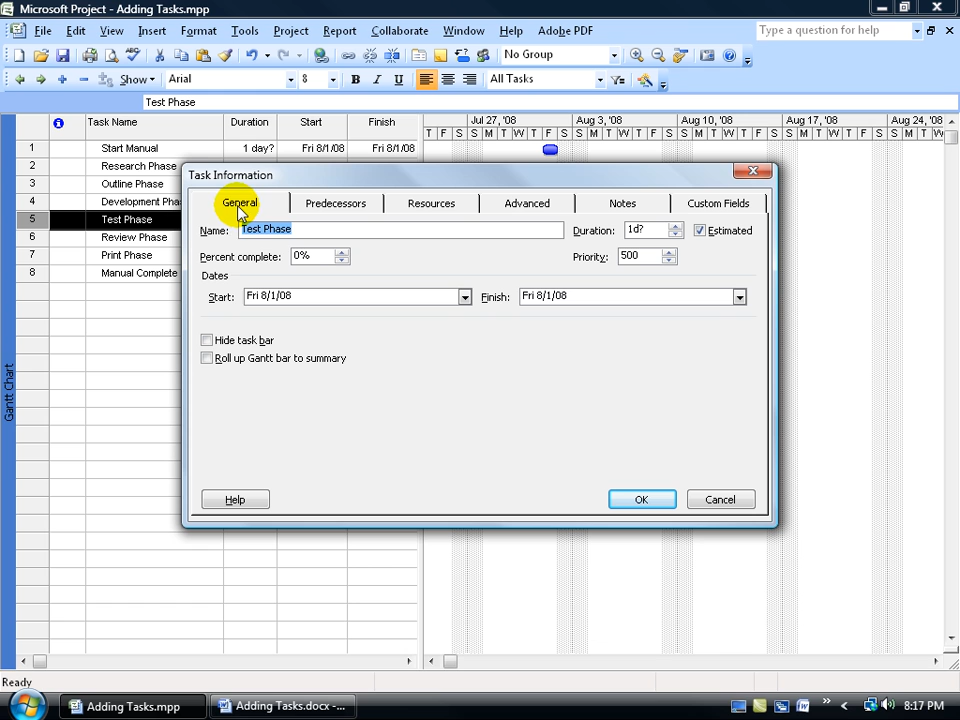 Microsoft Project - Adding Tasks.mpp
File Edit View Insert Format Tools Project Report Collaborate Window Help Adobe PDF
Type a question for help
No Group
Show Arial 8 B I U All Tasks
Test Phase
Task Name Duration Start Finish
Jul 27, '08 Aug 3, '08 Aug 10, '08 Aug 17, '08 Aug 24, '08
T F S S M T W T F S S M T W T F S S M T W T F S S M T W T F S S M T W
1 Start Manual 1 day? Fri 8/1/08 Fri 8/1/08
2 Research Phase
3 Outline Phase
4 Development Pha
5 Test Phase
6 Review Phase
7 Print Phase
8 Manual Complete
Gantt Chart
Task Information
General Predecessors Resources Advanced Notes Custom Fields
Name: Test Phase Duration: 1d? Estimated
Percent complete: 0% Priority: 500
Dates
Start: Fri 8/1/08 Finish: Fri 8/1/08
Hide task bar
Roll up Gantt bar to summary
Help OK Cancel
Ready
Adding Tasks.mpp Adding Tasks.docx - ... 8:17 PM